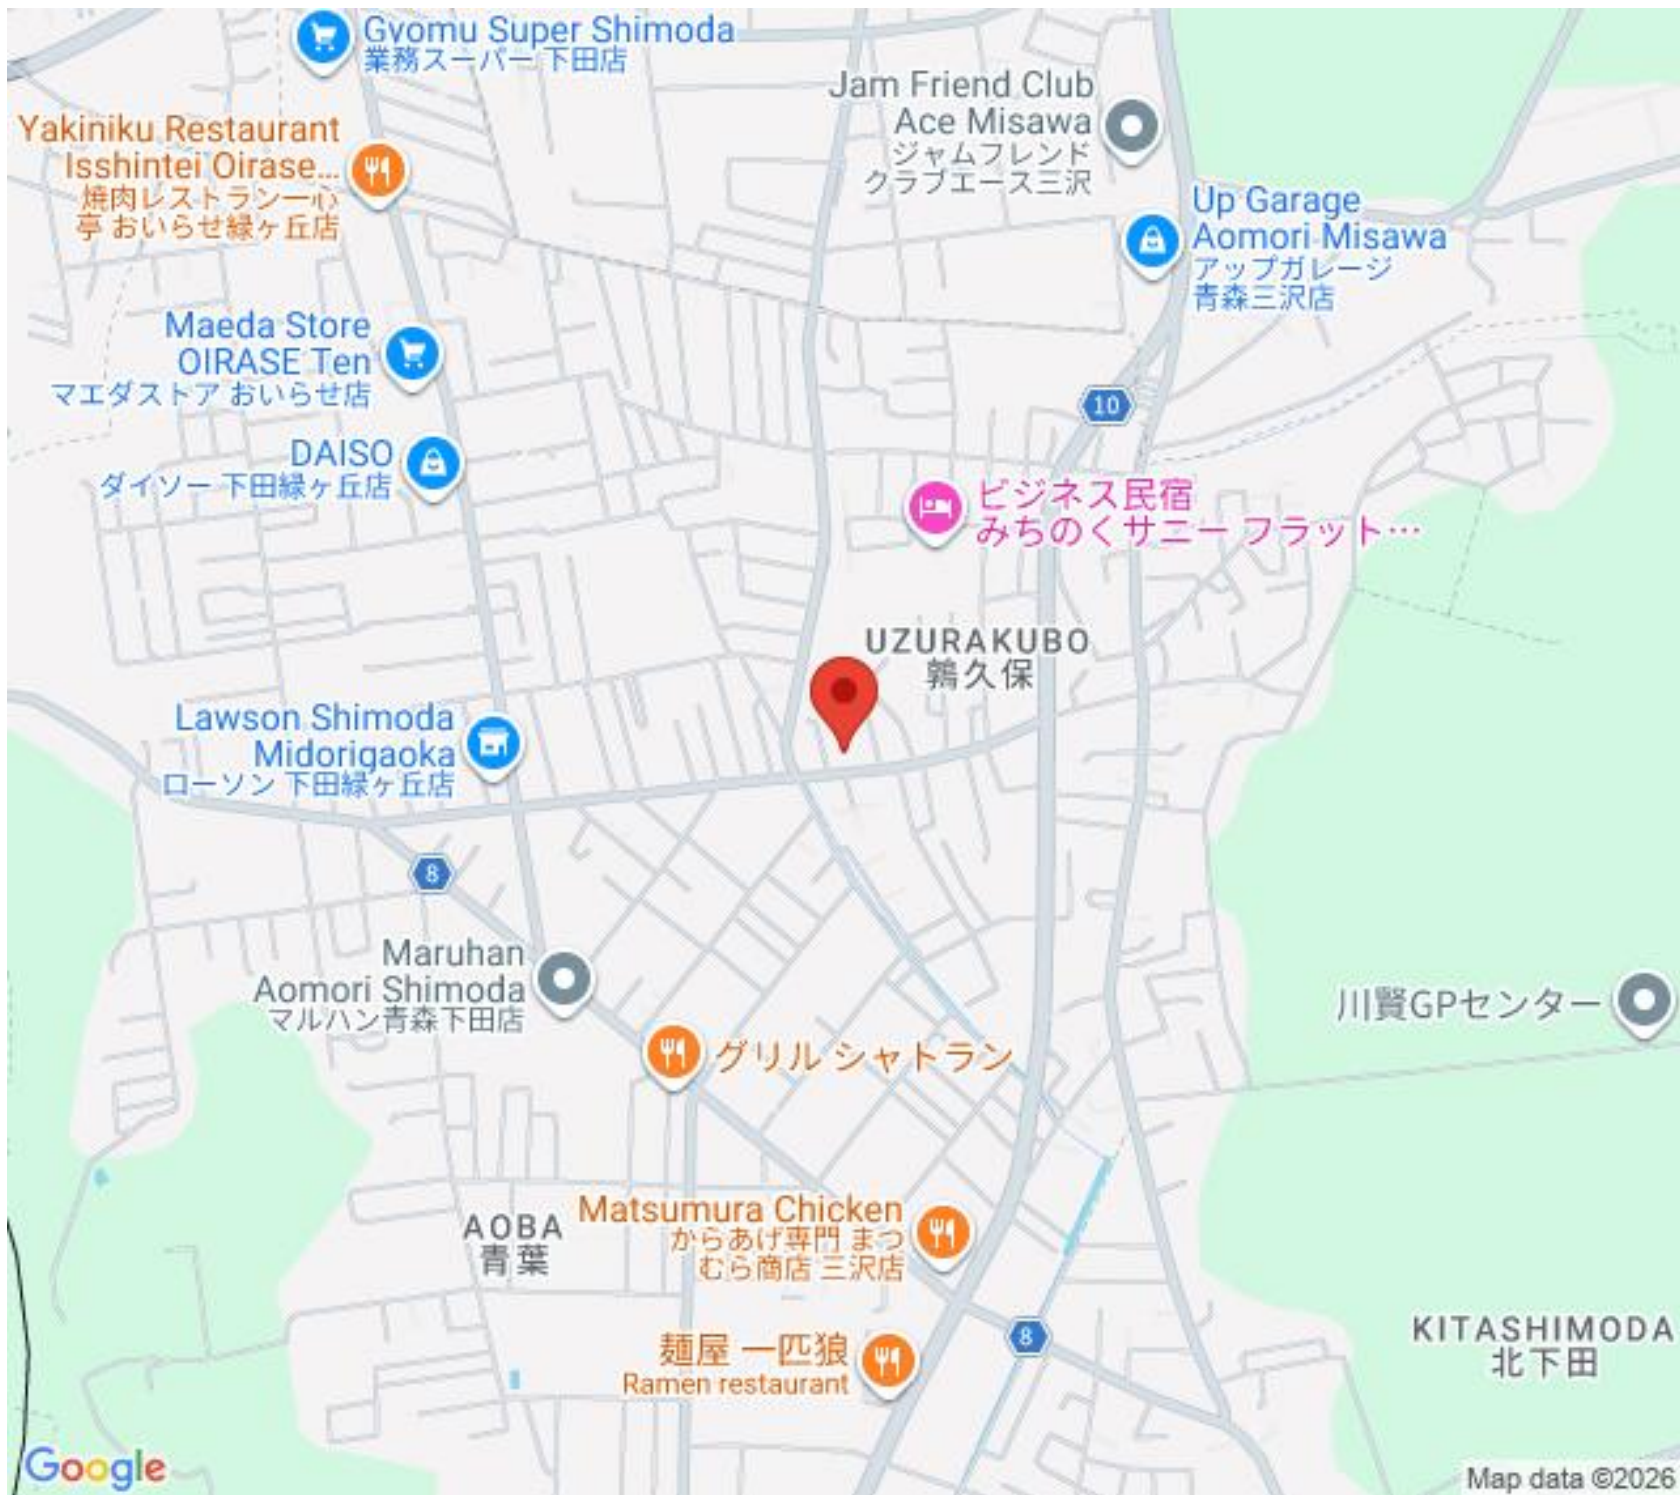 Gyomu Super Shimoda
業務スーパー 下田店
Jam Friend Club
Ace Misawa
ジャムフレンド
クラブエース三沢
Yakiniku Restaurant
Isshintei Oirase...
焼肉レストラン一心
亭 おいらせ緑ヶ丘店
Up Garage
Aomori Misawa
アップガレージ
青森三沢店
Maeda Store
OIRASE Ten
マエダストア おいらせ店
10
DAISO
ダイソー 下田緑ヶ丘店
ビジネス民宿
みちのくサニー フラット…
UZURAKUBO
鶉久保
Lawson Shimoda
Midorigaoka
ローソン 下田緑ヶ丘店
8
Maruhan
Aomori Shimoda
マルハン青森下田店
川賢GPセンター
グリル シャトラン
Matsumura Chicken
からあげ専門 まつ
むら商店 三沢店
AOBA
青葉
8
KITASHIMODA
北下田
麺屋 一匹狼
Ramen restaurant
Google
Map data ©2026